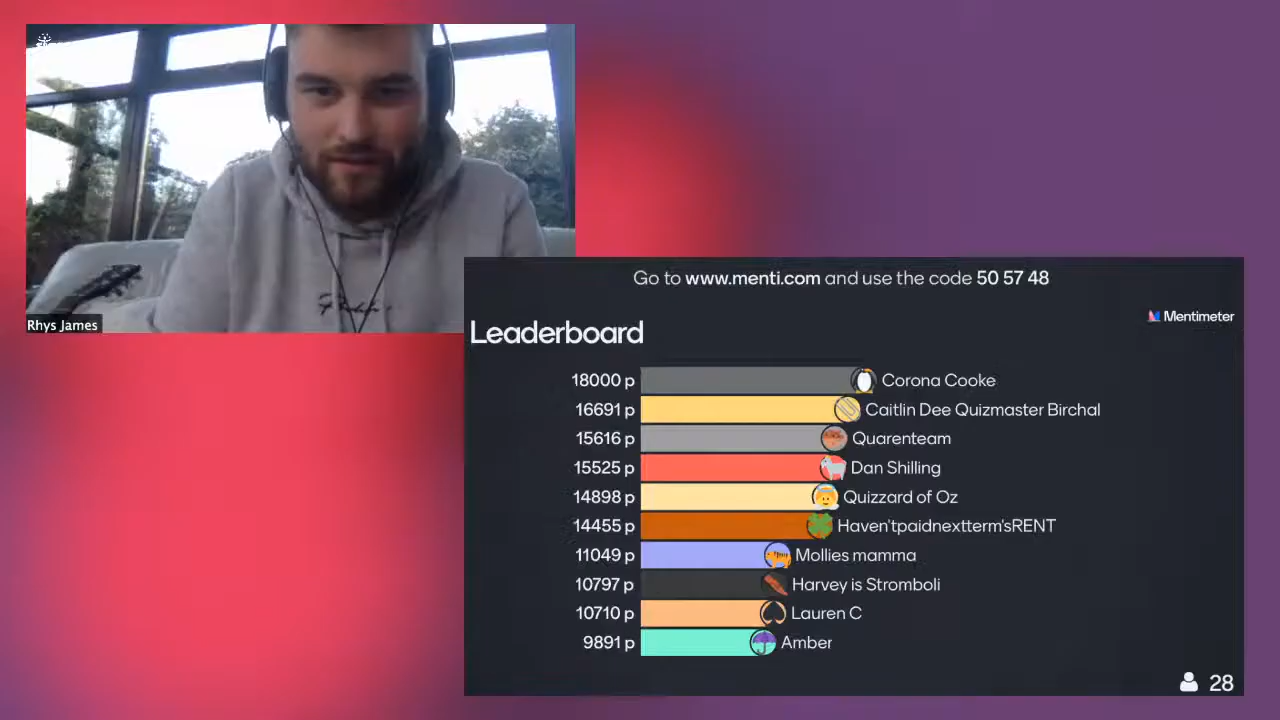 Rhys James
Go to www.menti.com and use the code 50 57 48
Mentimeter
Leaderboard
18000 p Corona Cooke
16691 p Caitlin Dee Quizmaster Birchal
15616 p Quarenteam
15525 p Dan Shilling
14898 p Quizzard of Oz
14455 p Haven'tpaidnextterm'sRENT
11049 p Mollies mamma
10797 p Harvey is Stromboli
10710 p Lauren C
9891 p Amber
28